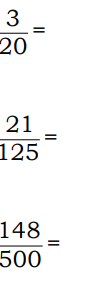 3/20 =
21/125 =
148/500 =